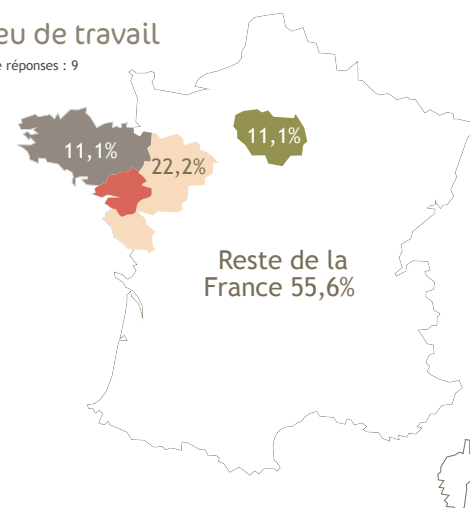 eu de travail
e réponses : 9
11,1%
11,1%
22,2%
Reste de la
France 55,6%